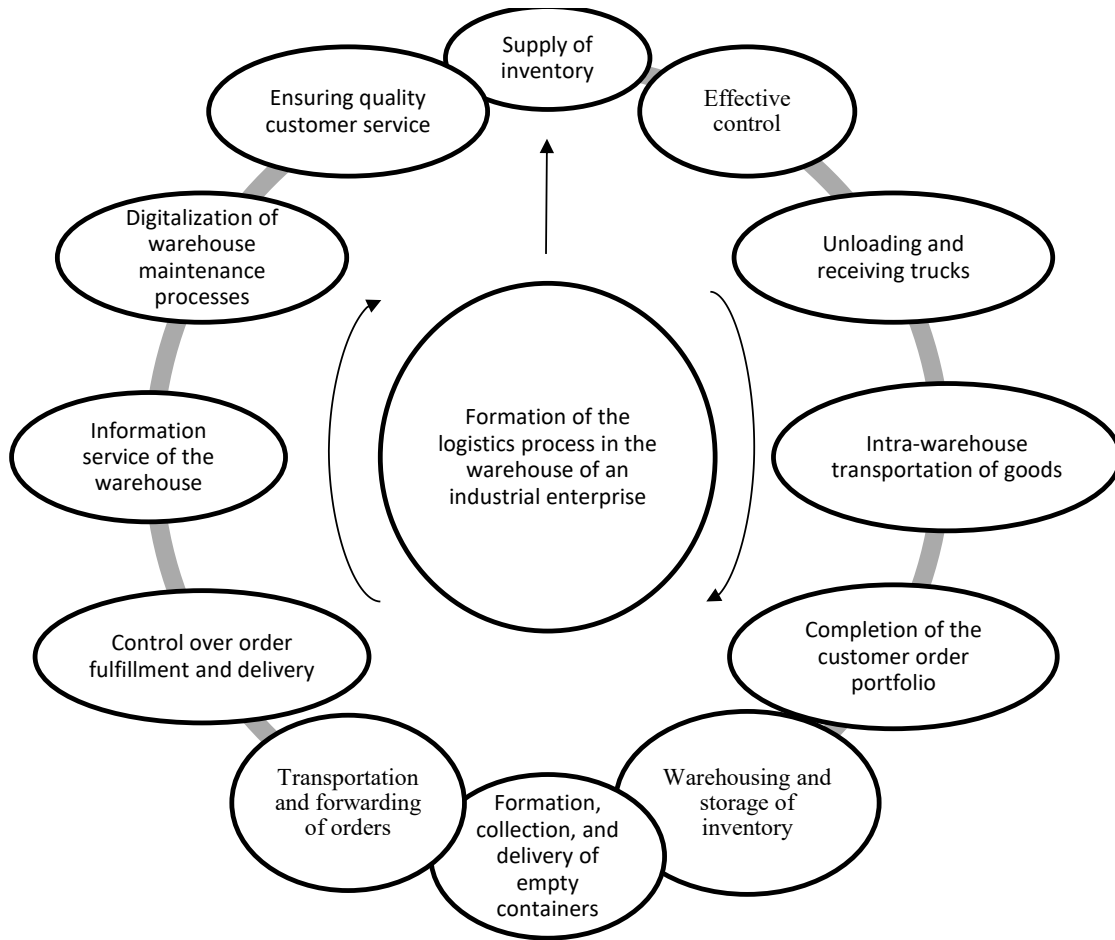 Supply of
inventory
Effective
control
Unloading and
receiving trucks
Intra-warehouse
transportation of goods
Completion of the
customer order
portfolio
Warehousing and
storage of
inventory
Formation,
collection, and
delivery of
empty
containers
Transportation
and forwarding
of orders
Control over order
fulfillment and delivery
Information
service of the
warehouse
Digitalization of
warehouse
maintenance
processes
Ensuring quality
customer service
Formation of the
logistics process in the
warehouse of an
industrial enterprise